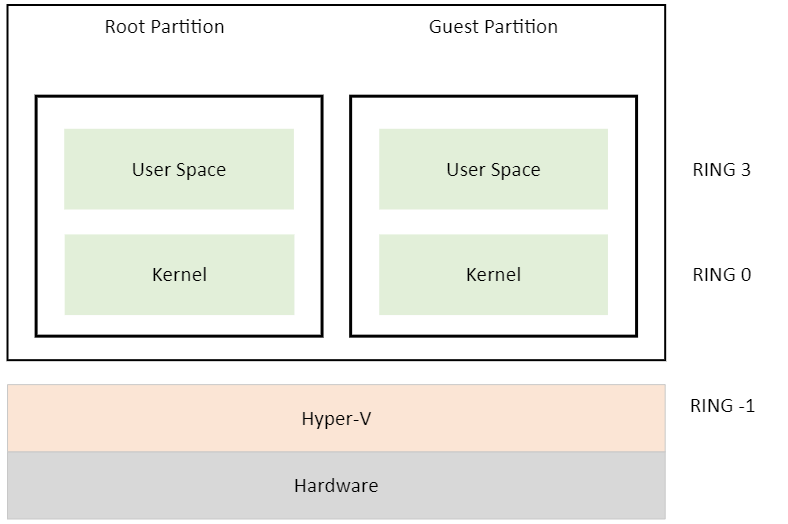 Root Partition
Guest Partition
User Space
User Space
RING 3
Kernel
Kernel
RING 0
Hyper-V
RING -1
Hardware